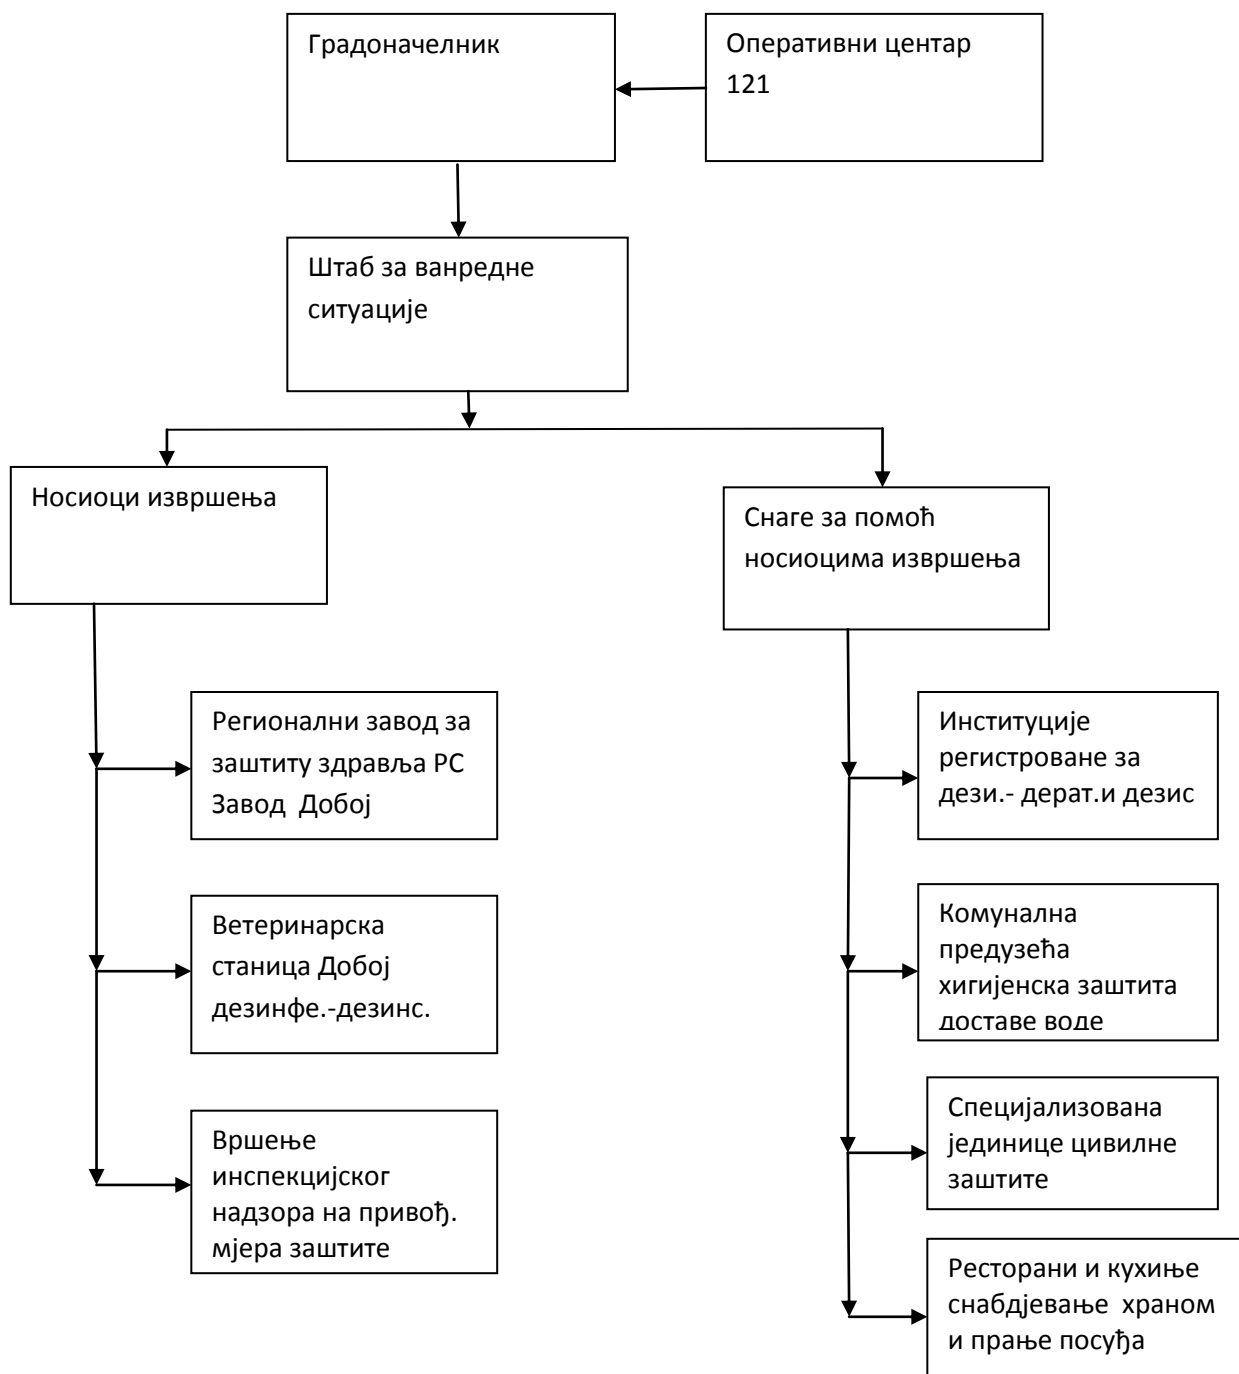 Градоначелник
Оперативни центар
121
Штаб за ванредне
ситуације
Носиоци извршења
Снаге за помоћ
носиоцима извршења
Регионални завод за
заштиту здравља РС
Завод  Добој
Ветеринарска
станица Добој
дезинфе.-дезинс.
Вршење
инспекцијског
надзора на привођ.
мјера заштите
Институције
регистроване за
дези.- дерат.и дезис
Комунална
предузећа
хигијенска заштита
доставе воде
Специјализована
јединице цивилне
заштите
Ресторани и кухиње
снабдјевање  храном
и прање посуђа